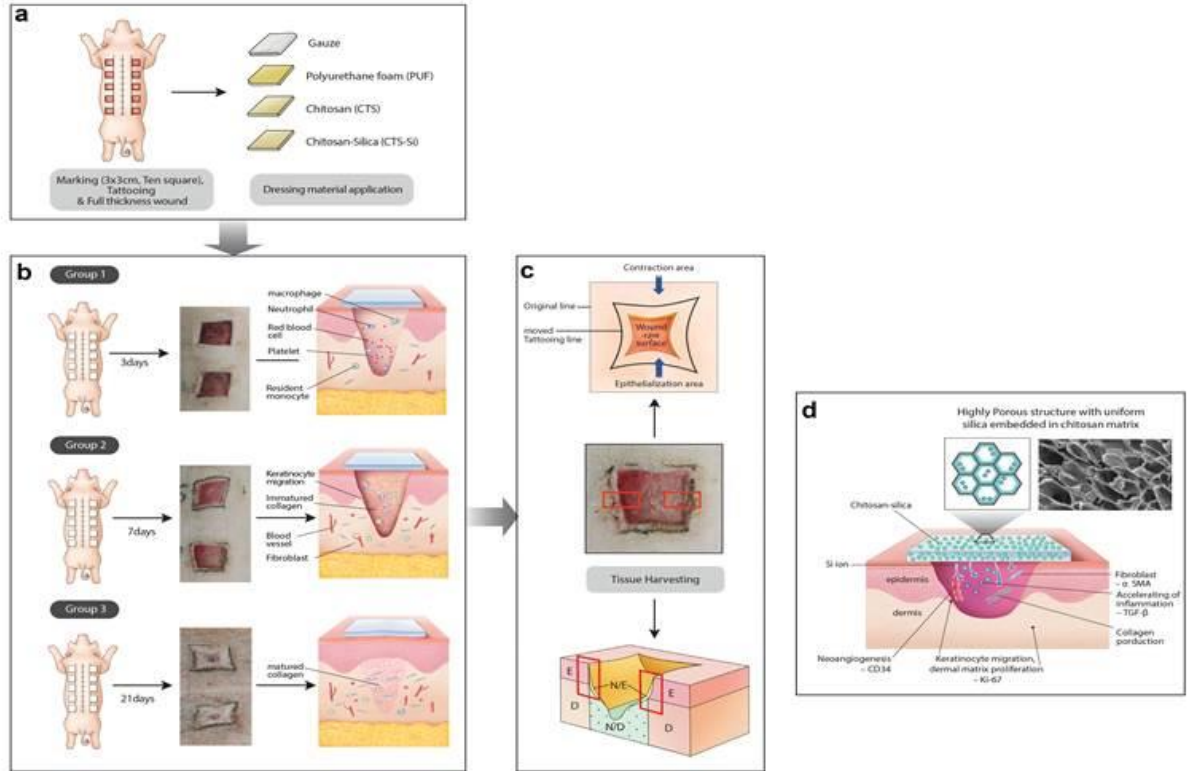 a
Gauze
Polyurethane foam (PUF)
Chitosan (CTS)
Chitosan-Silica (CTS-Si)
Marking (3x3cm, Ten square),
Tattooing
& Full thickness wound
Dressing material application
b
Group 1
3days
macrophage
Neutrophil
Red blood
cell
Platelet
Resident
monocyte
Group 2
7days
Keratinocyte
migration
Immatured
collagen
Blood
vessel
Fibroblast
Group 3
21days
matured
collagen
c
Contraction area
Original line
moved
Tattooing line
Wound
-raw
surface
Epithelialization area
Tissue Harvesting
E
N/E
E
D
N/D
D
d
Highly Porous structure with uniform
silica embedded in chitosan matrix
Chitosan-silica
Si ion
epidermis
dermis
Fibroblast
– α SMA
Accelerating of
inflammation
– TGF-β
Collagen
porduction
Neoangiogenesis
– CD34
Keratinocyte migration,
dermal matrix proliferation
– Ki-67